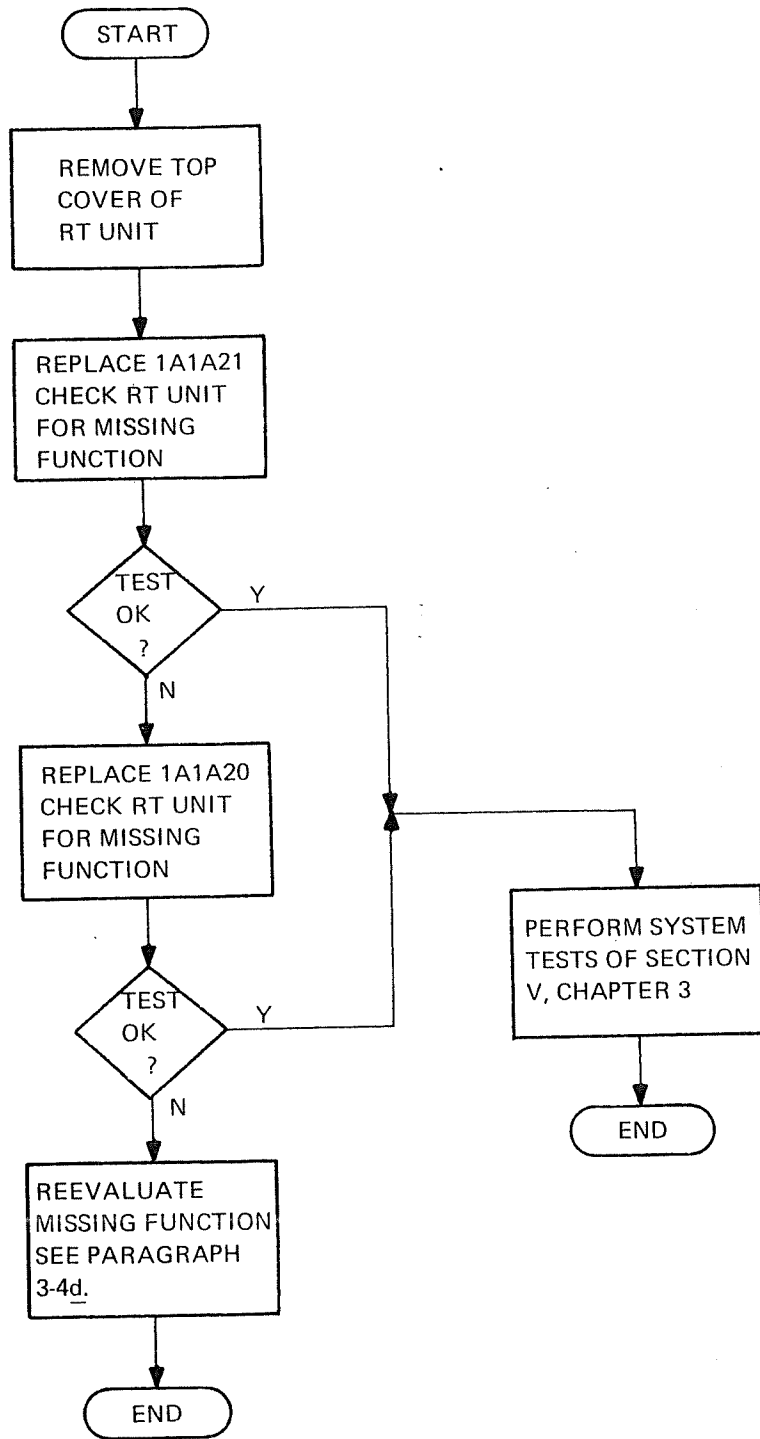 START
REMOVE TOP
COVER OF
RT UNIT
REPLACE 1A1A21
CHECK RT UNIT
FOR MISSING
FUNCTION
TEST
OK
?
Y
N
REPLACE 1A1A20
CHECK RT UNIT
FOR MISSING
FUNCTION
TEST
OK
?
Y
N
REEVALUATE
MISSING FUNCTION
SEE PARAGRAPH
3-4d.
END
PERFORM SYSTEM
TESTS OF SECTION
V, CHAPTER 3
END